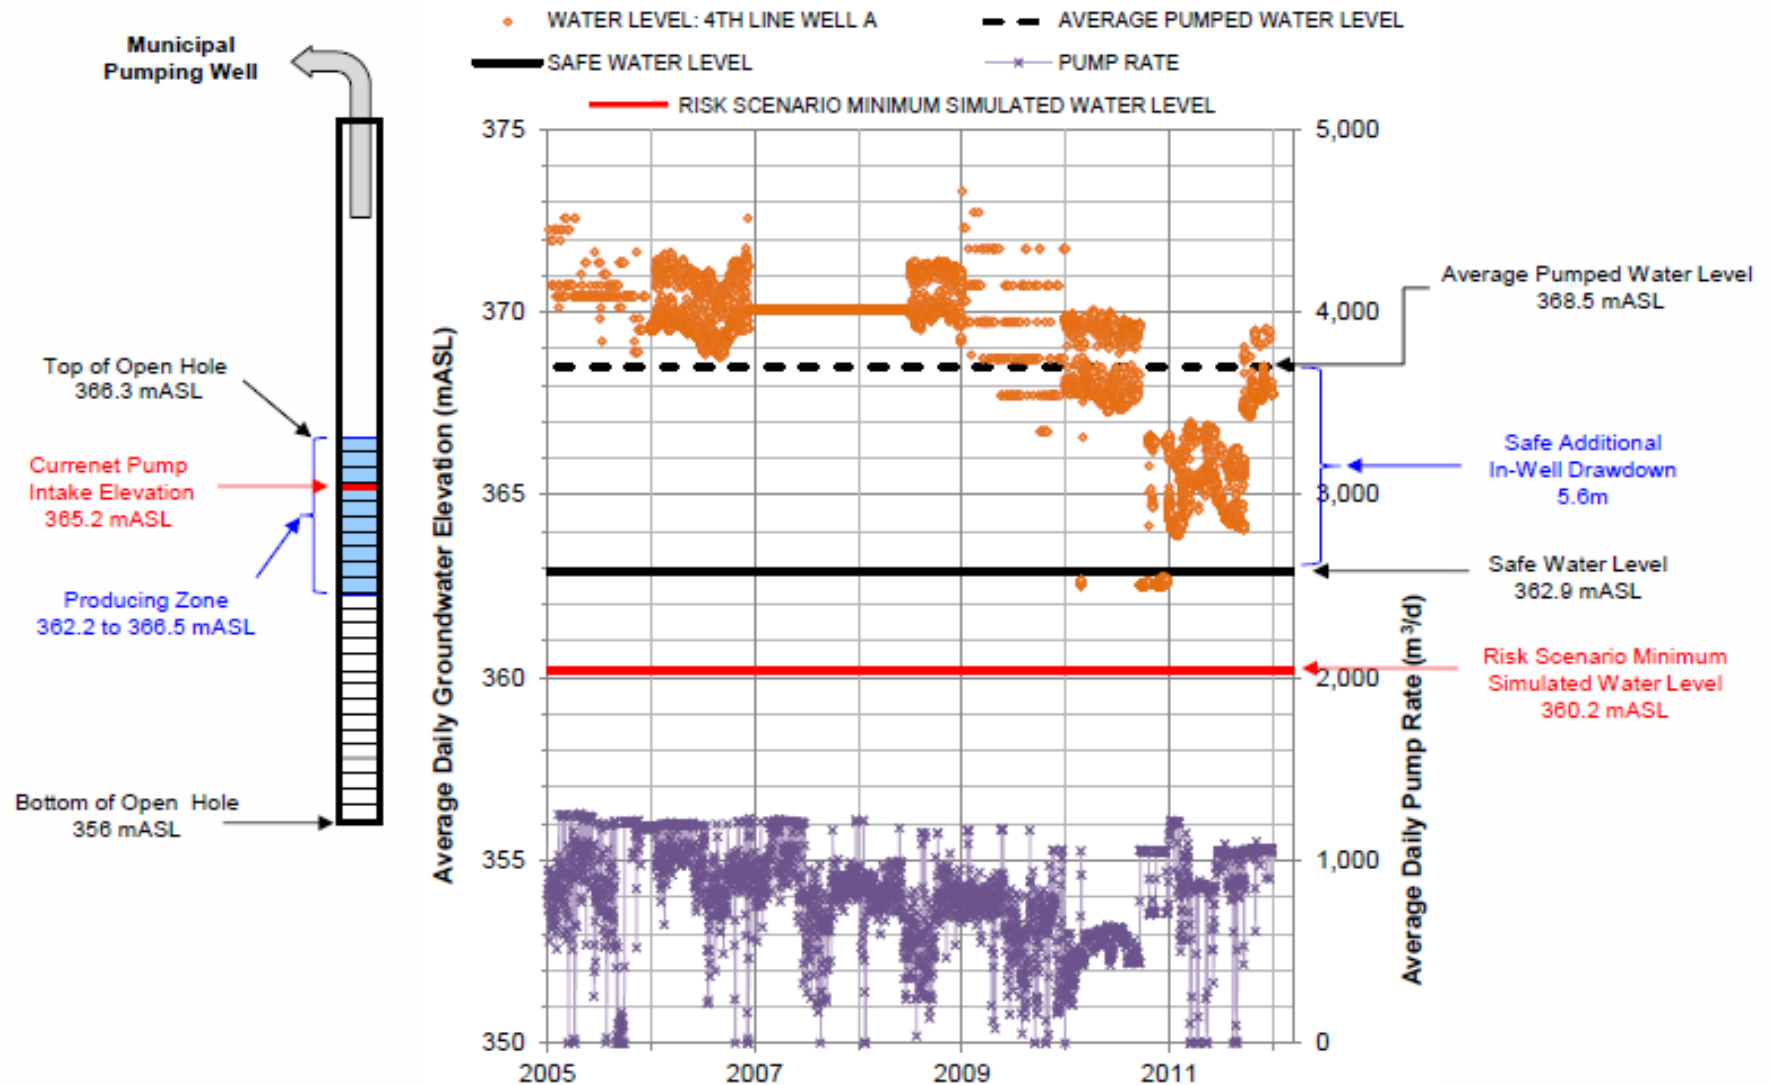 WATER LEVEL: 4TH LINE WELL A
AVERAGE PUMPED WATER LEVEL
SAFE WATER LEVEL
PUMP RATE
RISK SCENARIO MINIMUM SIMULATED WATER LEVEL
Municipal
Pumping Well
Top of Open Hole
366.3 mASL
Currenet Pump
Intake Elevation
365.2 mASL
Producing Zone
362.2 to 366.5 mASL
Bottom of Open Hole
356 mASL
Average Daily Groundwater Elevation (mASL)
375
370
365
360
355
350
2005
2007
2009
2011
5,000
4,000
3,000
2,000
1,000
0
Average Daily Pump Rate (m³/d)
Average Pumped Water Level
368.5 mASL
Safe Additional
In-Well Drawdown
5.6m
Safe Water Level
362.9 mASL
Risk Scenario Minimum
Simulated Water Level
360.2 mASL